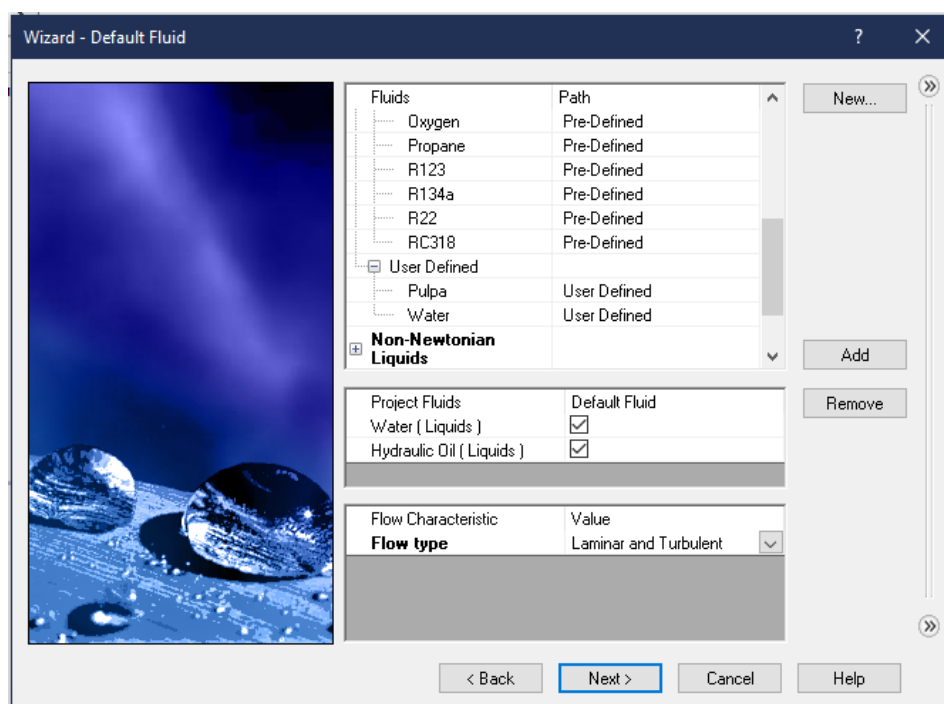 Wizard - Default Fluid ?
Fluids Path
Oxygen Pre-Defined
Propane Pre-Defined
R123 Pre-Defined
R134a Pre-Defined
R22 Pre-Defined
RC318 Pre-Defined
User Defined
Pulpa User Defined
Water User Defined
Non-Newtonian
Liquids
New...
Add
Remove
Project Fluids Default Fluid
Water ( Liquids )
Hydraulic Oil ( Liquids )
Flow Characteristic Value
Flow type Laminar and Turbulent
< Back Next > Cancel Help